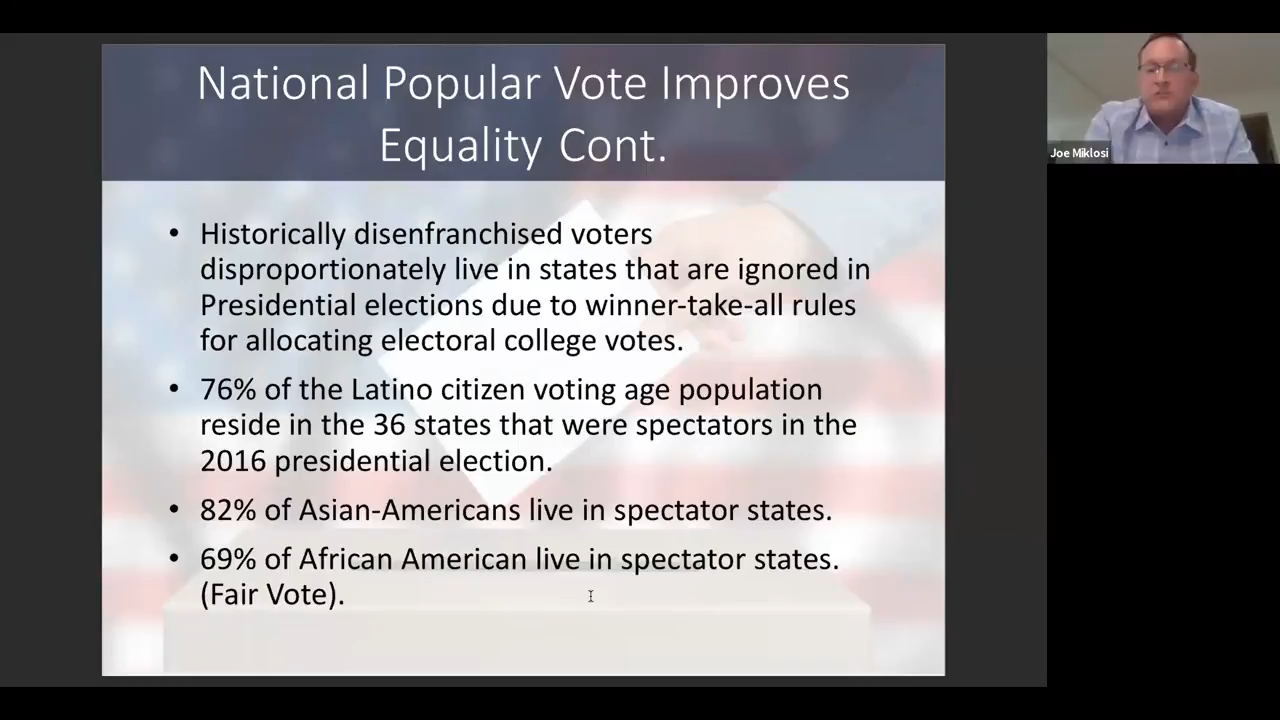 National Popular Vote Improves
Equality Cont.
• Historically disenfranchised voters
disproportionately live in states that are ignored in
Presidential elections due to winner-take-all rules
for allocating electoral college votes.
• 76% of the Latino citizen voting age population
reside in the 36 states that were spectators in the
2016 presidential election.
• 82% of Asian-Americans live in spectator states.
• 69% of African American live in spectator states.
(Fair Vote).
Joe Miklosi